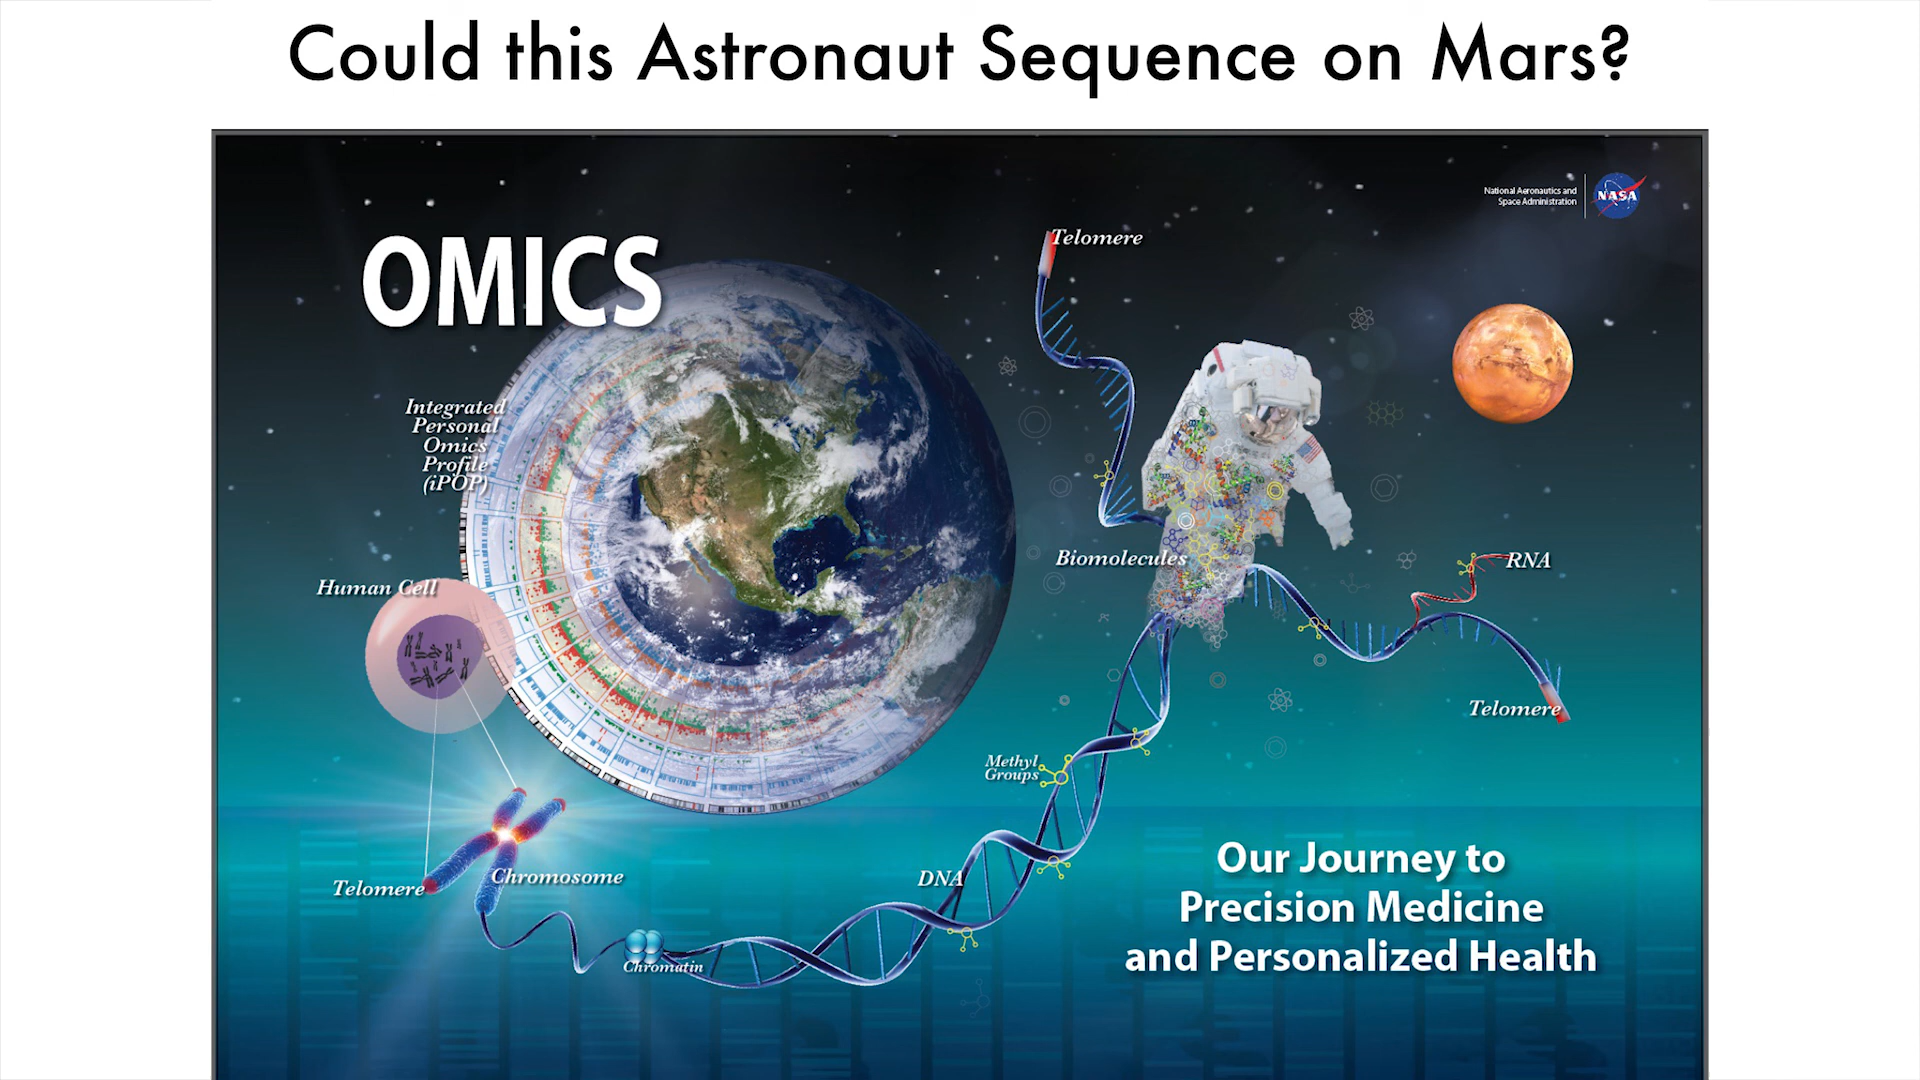 Could this Astronaut Sequence on Mars?
National Aeronautics and
Space Administration
NASA
OMICS
Telomere
Integrated
Personal
Omics
Profile
(iPOP)
Biomolecules
RNA
Human Cell
Telomere
Methyl
Groups
Our Journey to
Precision Medicine
and Personalized Health
DNA
Chromosome
Telomere
Chromatin